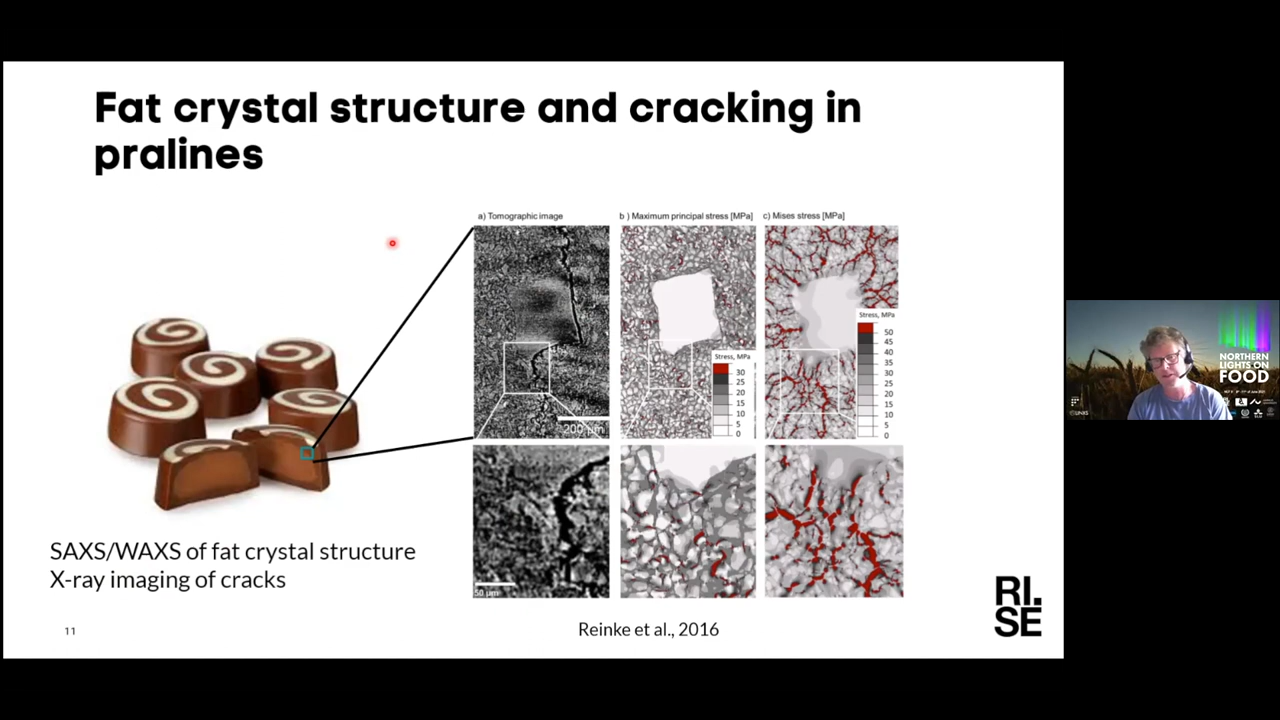 Fat crystal structure and cracking in
pralines
a) Tomographic image
b ) Maximum principal stress [MPa]
c) Mises stress [MPa]
200 µm
Stress, MPa
30
25
20
15
10
5
0
Stress, MPa
50
45
40
35
30
25
20
15
10
5
0
50 µm
SAXS/WAXS of fat crystal structure
X-ray imaging of cracks
11
Reinke et al., 2016
RI.
SE
NORTHERN
LIGHTS ON
FOOD